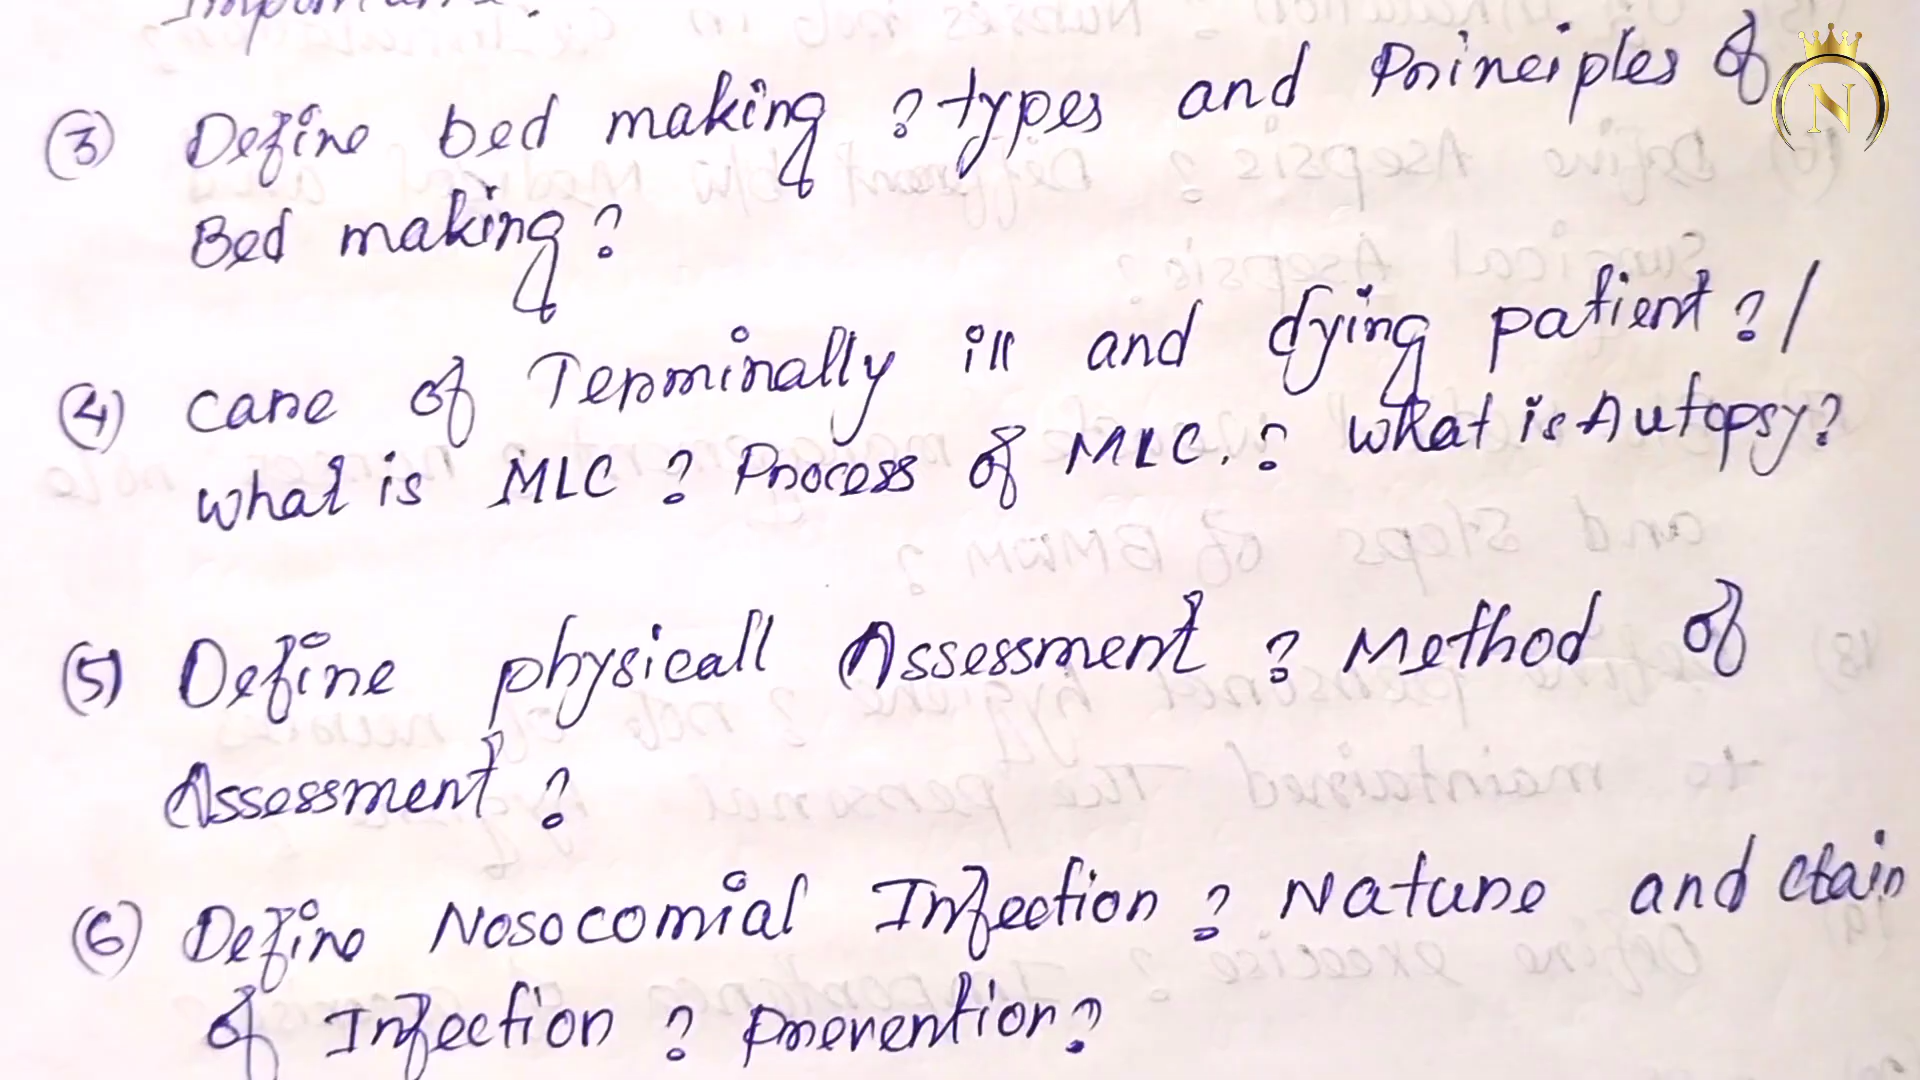 Important.
(3) Define bed making ? types and Principles of
Bed making ?
(4) care of Terminally ill and dying patient ? /
what is MLC ? Process of MLC. ? what is Autopsy?
(5) Define physicall Assessment ? Method of
Assessment ?
(6) Define Nosocomial Infection ? Nature and Chain
of Infection ? Prevention ?
N